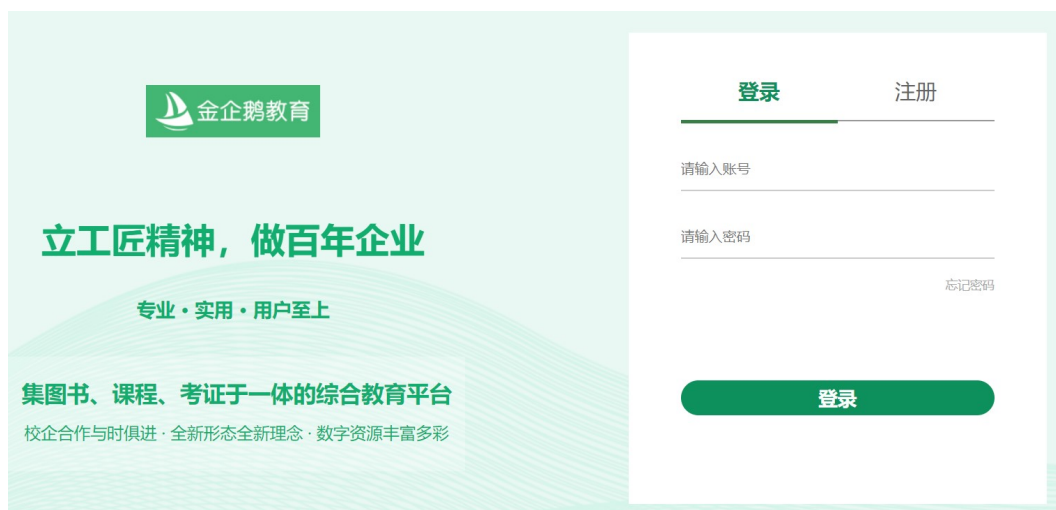 金企鹅教育
立工匠精神，做百年企业
专业·实用·用户至上
集图书、课程、考证于一体的综合教育平台
校企合作与时俱进·全新形态全新理念·数字资源丰富多彩
登录 注册
请输入账号
请输入密码
忘记密码
登录